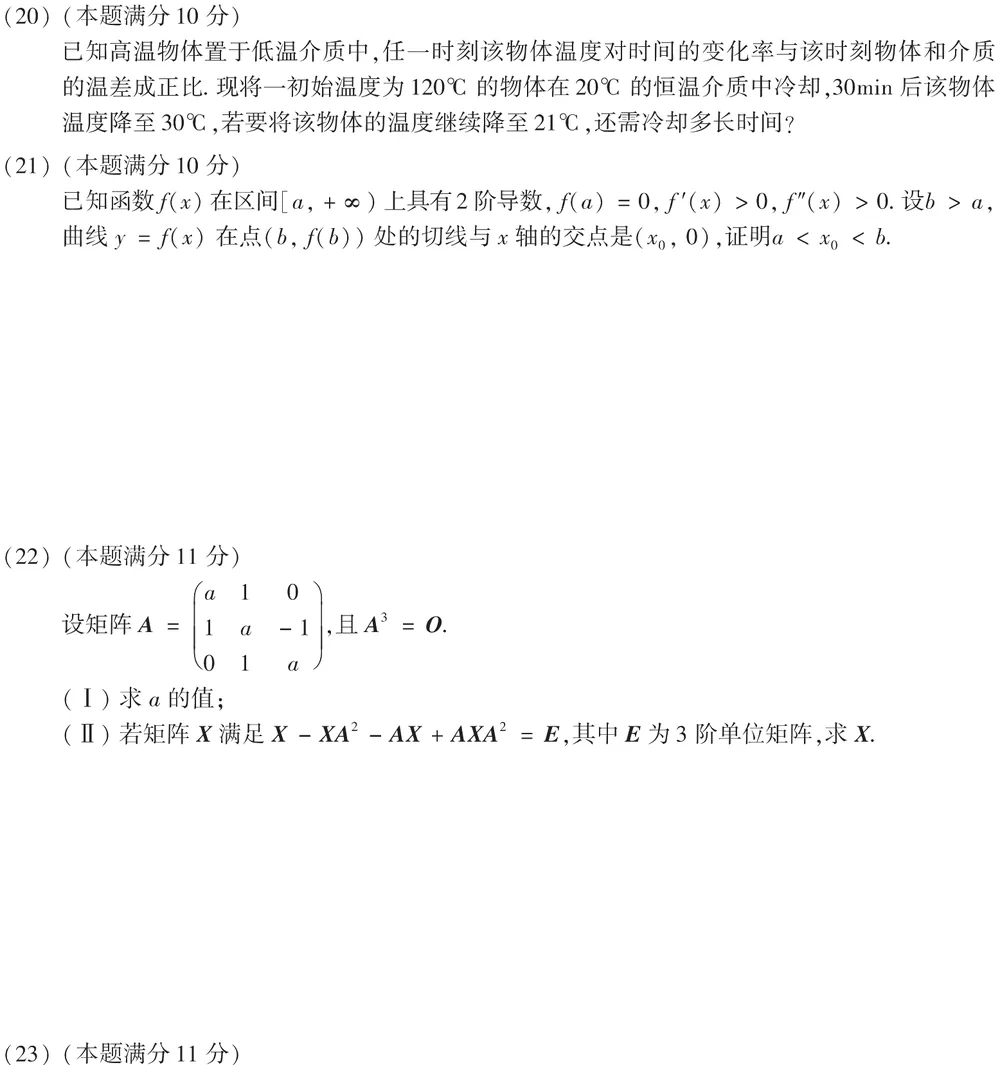 (20) (本题满分 10 分)
已知高温物体置于低温介质中,任一时刻该物体温度对时间的变化率与该时刻物体和介质
的温差成正比. 现将一初始温度为 120℃ 的物体在 20℃ 的恒温介质中冷却,30min 后该物体
温度降至 30℃,若要将该物体的温度继续降至 21℃,还需冷却多长时间?
(21) (本题满分 10 分)
已知函数 f(x) 在区间[a, +∞) 上具有 2 阶导数, f(a) = 0, f′(x) > 0, f″(x) > 0. 设b > a,
曲线 y = f(x) 在点(b, f(b)) 处的切线与 x 轴的交点是(x₀, 0),证明a < x₀ < b.
(22) (本题满分 11 分)
a 1 0
设矩阵 A = 1 a −1 ,且 A³ = O.
0 1 a
(Ⅰ) 求 a 的值;
(Ⅱ) 若矩阵 X 满足 X − XA² − AX + AXA² = E,其中 E 为 3 阶单位矩阵,求 X.
(23) (本题满分 11 分)